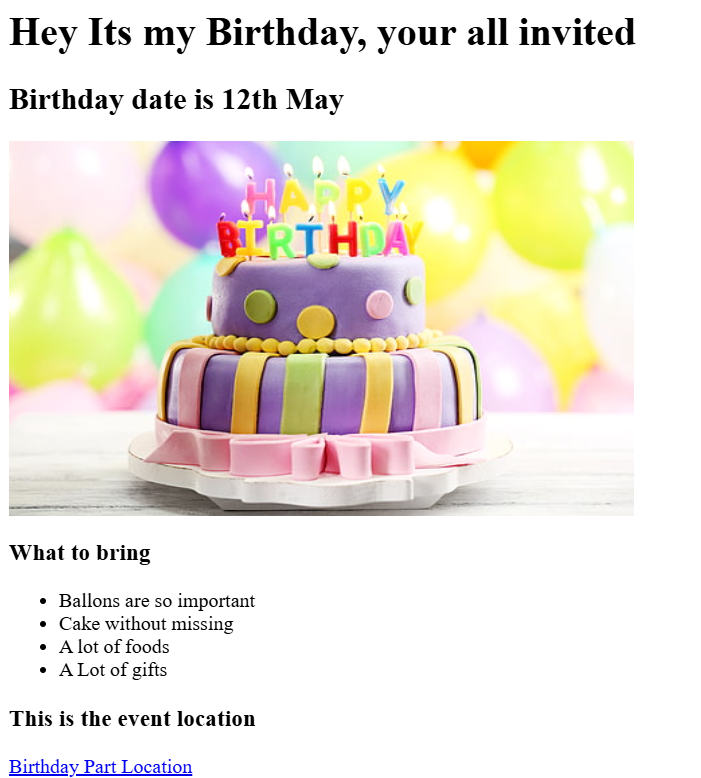 Hey Its my Birthday, your all invited
Birthday date is 12th May
HAPPY
BIRTHDAY
What to bring
Ballons are so important
Cake without missing
A lot of foods
A Lot of gifts
This is the event location
Birthday Part Location